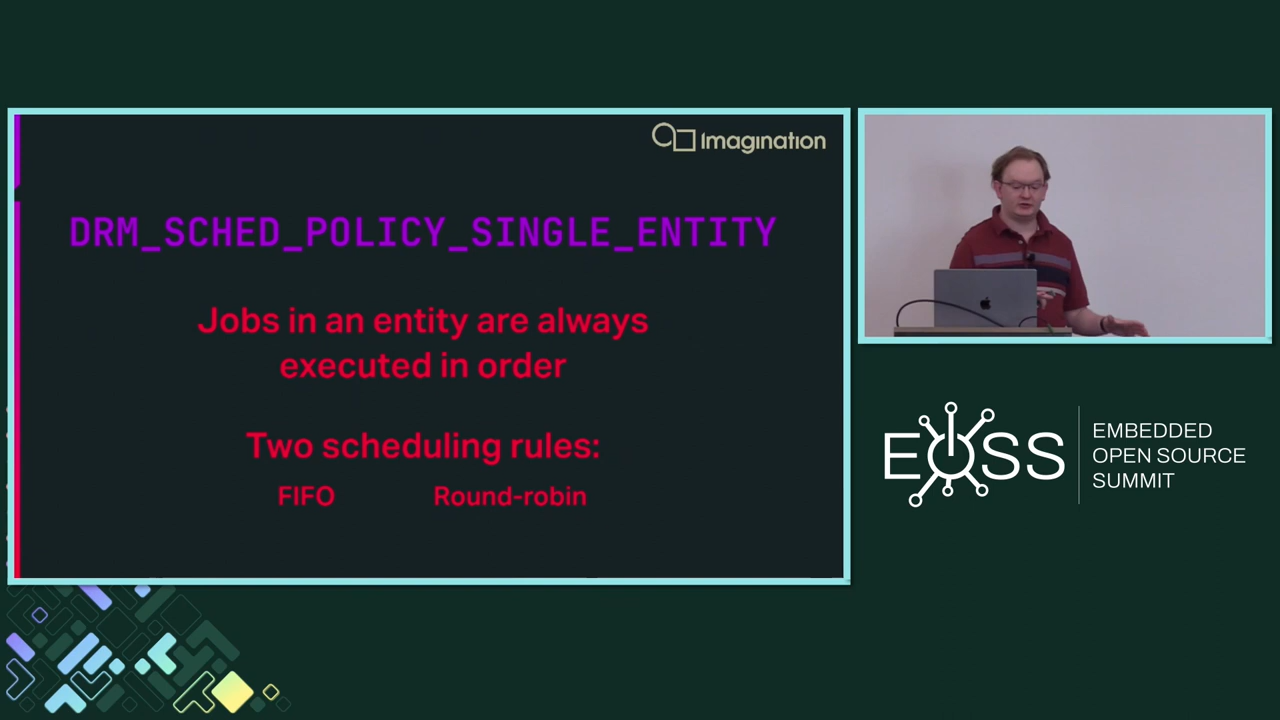 Imagination
DRM_SCHED_POLICY_SINGLE_ENTITY
Jobs in an entity are always
executed in order
Two scheduling rules:
FIFO
Round-robin
EOSS
EMBEDDED
OPEN SOURCE
SUMMIT